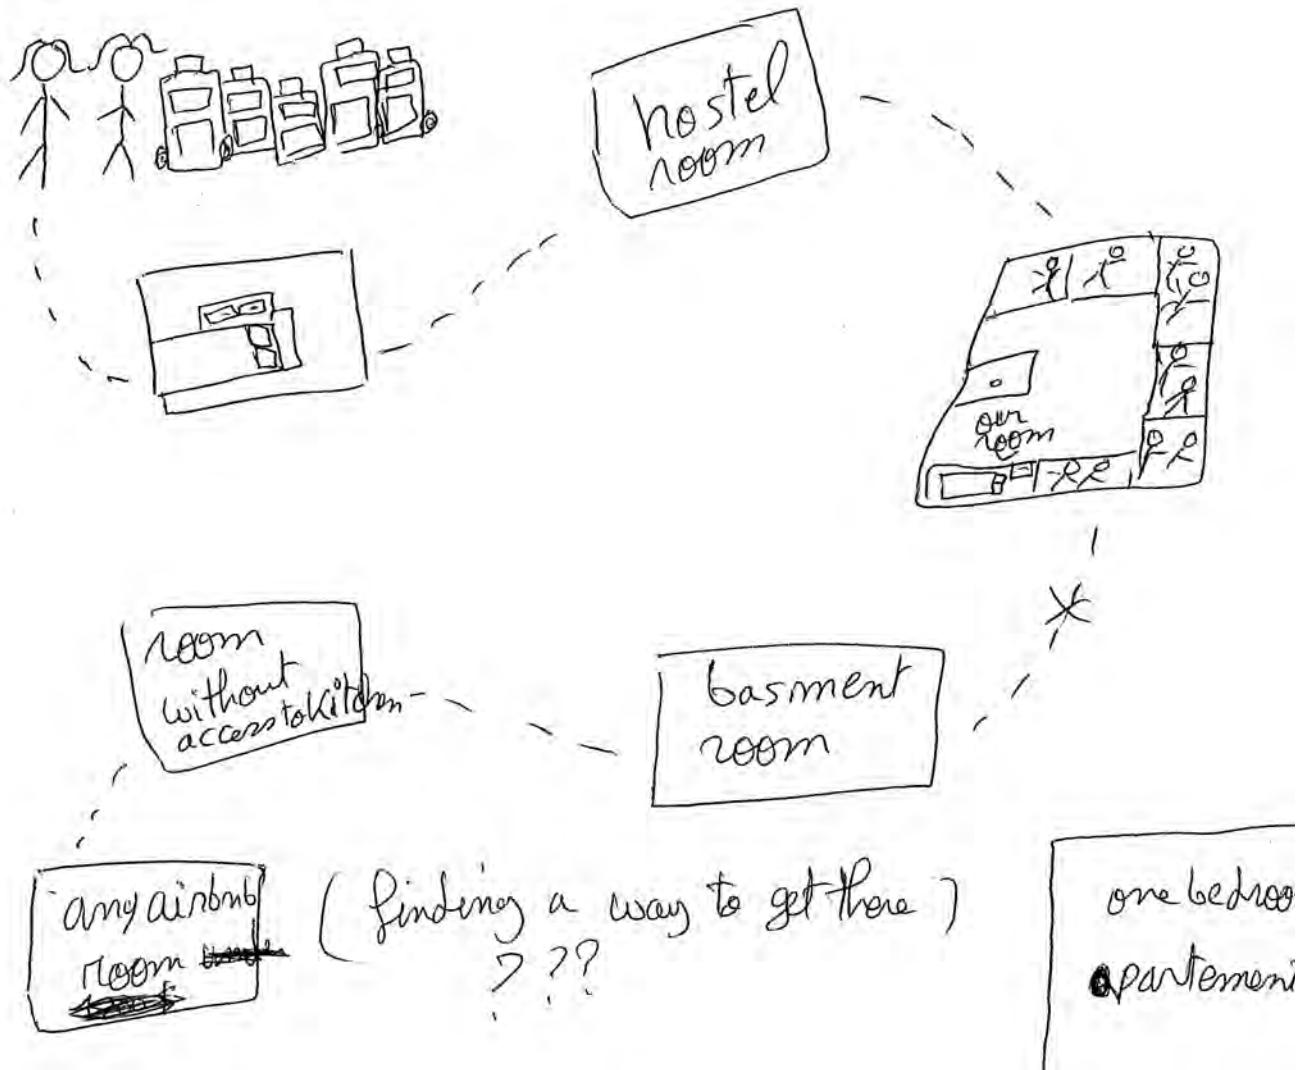 hostel
room
our
room
room
without
access to Kitchen
basment
room
any airbnb
room
(finding a way to get there)
???
one bedroo
apartement